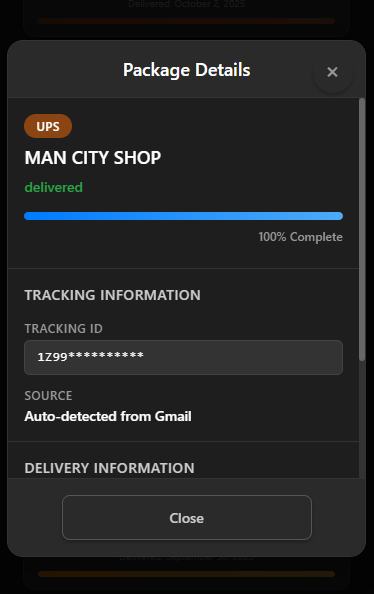 Delivered: October 2, 2025
Package Details
×
UPS
MAN CITY SHOP
delivered
100% Complete
TRACKING INFORMATION
TRACKING ID
1Z99**********
SOURCE
Auto-detected from Gmail
DELIVERY INFORMATION
Close